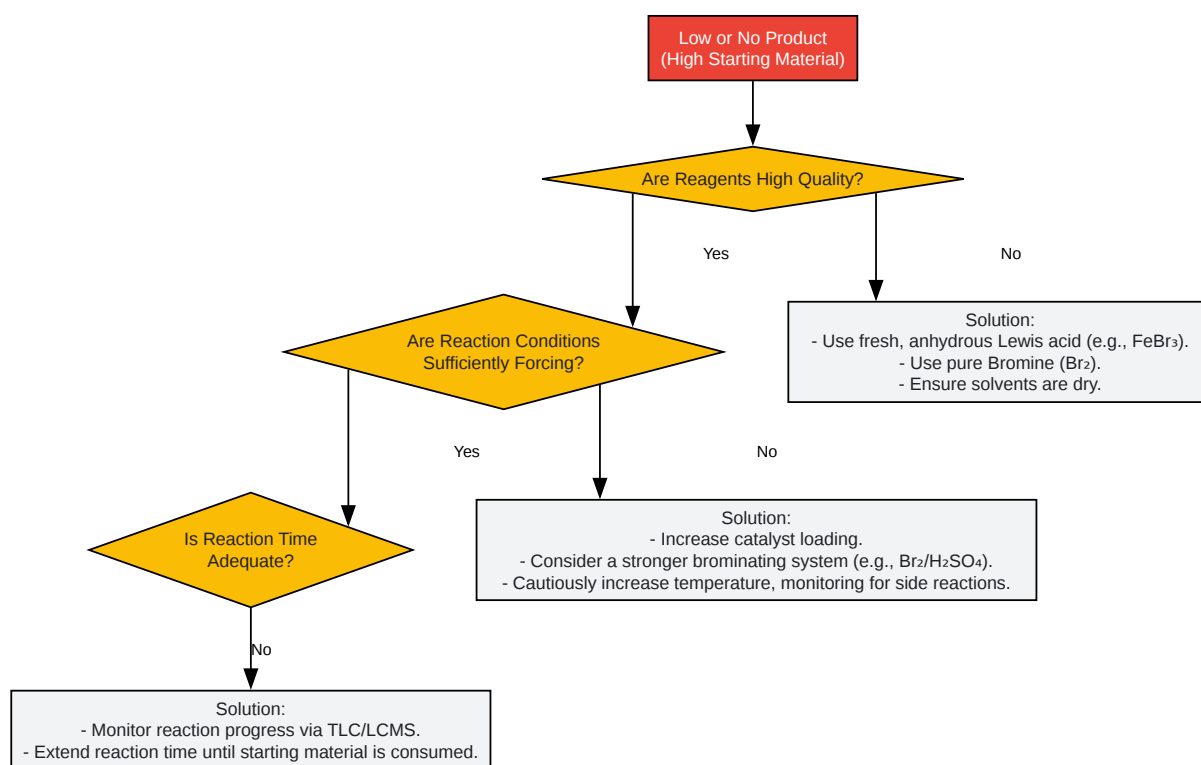 Low or No Product
(High Starting Material)
Are Reagents High Quality?
Yes
No
Are Reaction Conditions
Sufficiently Forcing?
Solution:
- Use fresh, anhydrous Lewis acid (e.g., FeBr₃).
- Use pure Bromine (Br₂).
- Ensure solvents are dry.
Yes
No
Is Reaction Time
Adequate?
Solution:
- Increase catalyst loading.
- Consider a stronger brominating system (e.g., Br₂/H₂SO₄).
- Cautiously increase temperature, monitoring for side reactions.
No
Solution:
- Monitor reaction progress via TLC/LCMS.
- Extend reaction time until starting material is consumed.